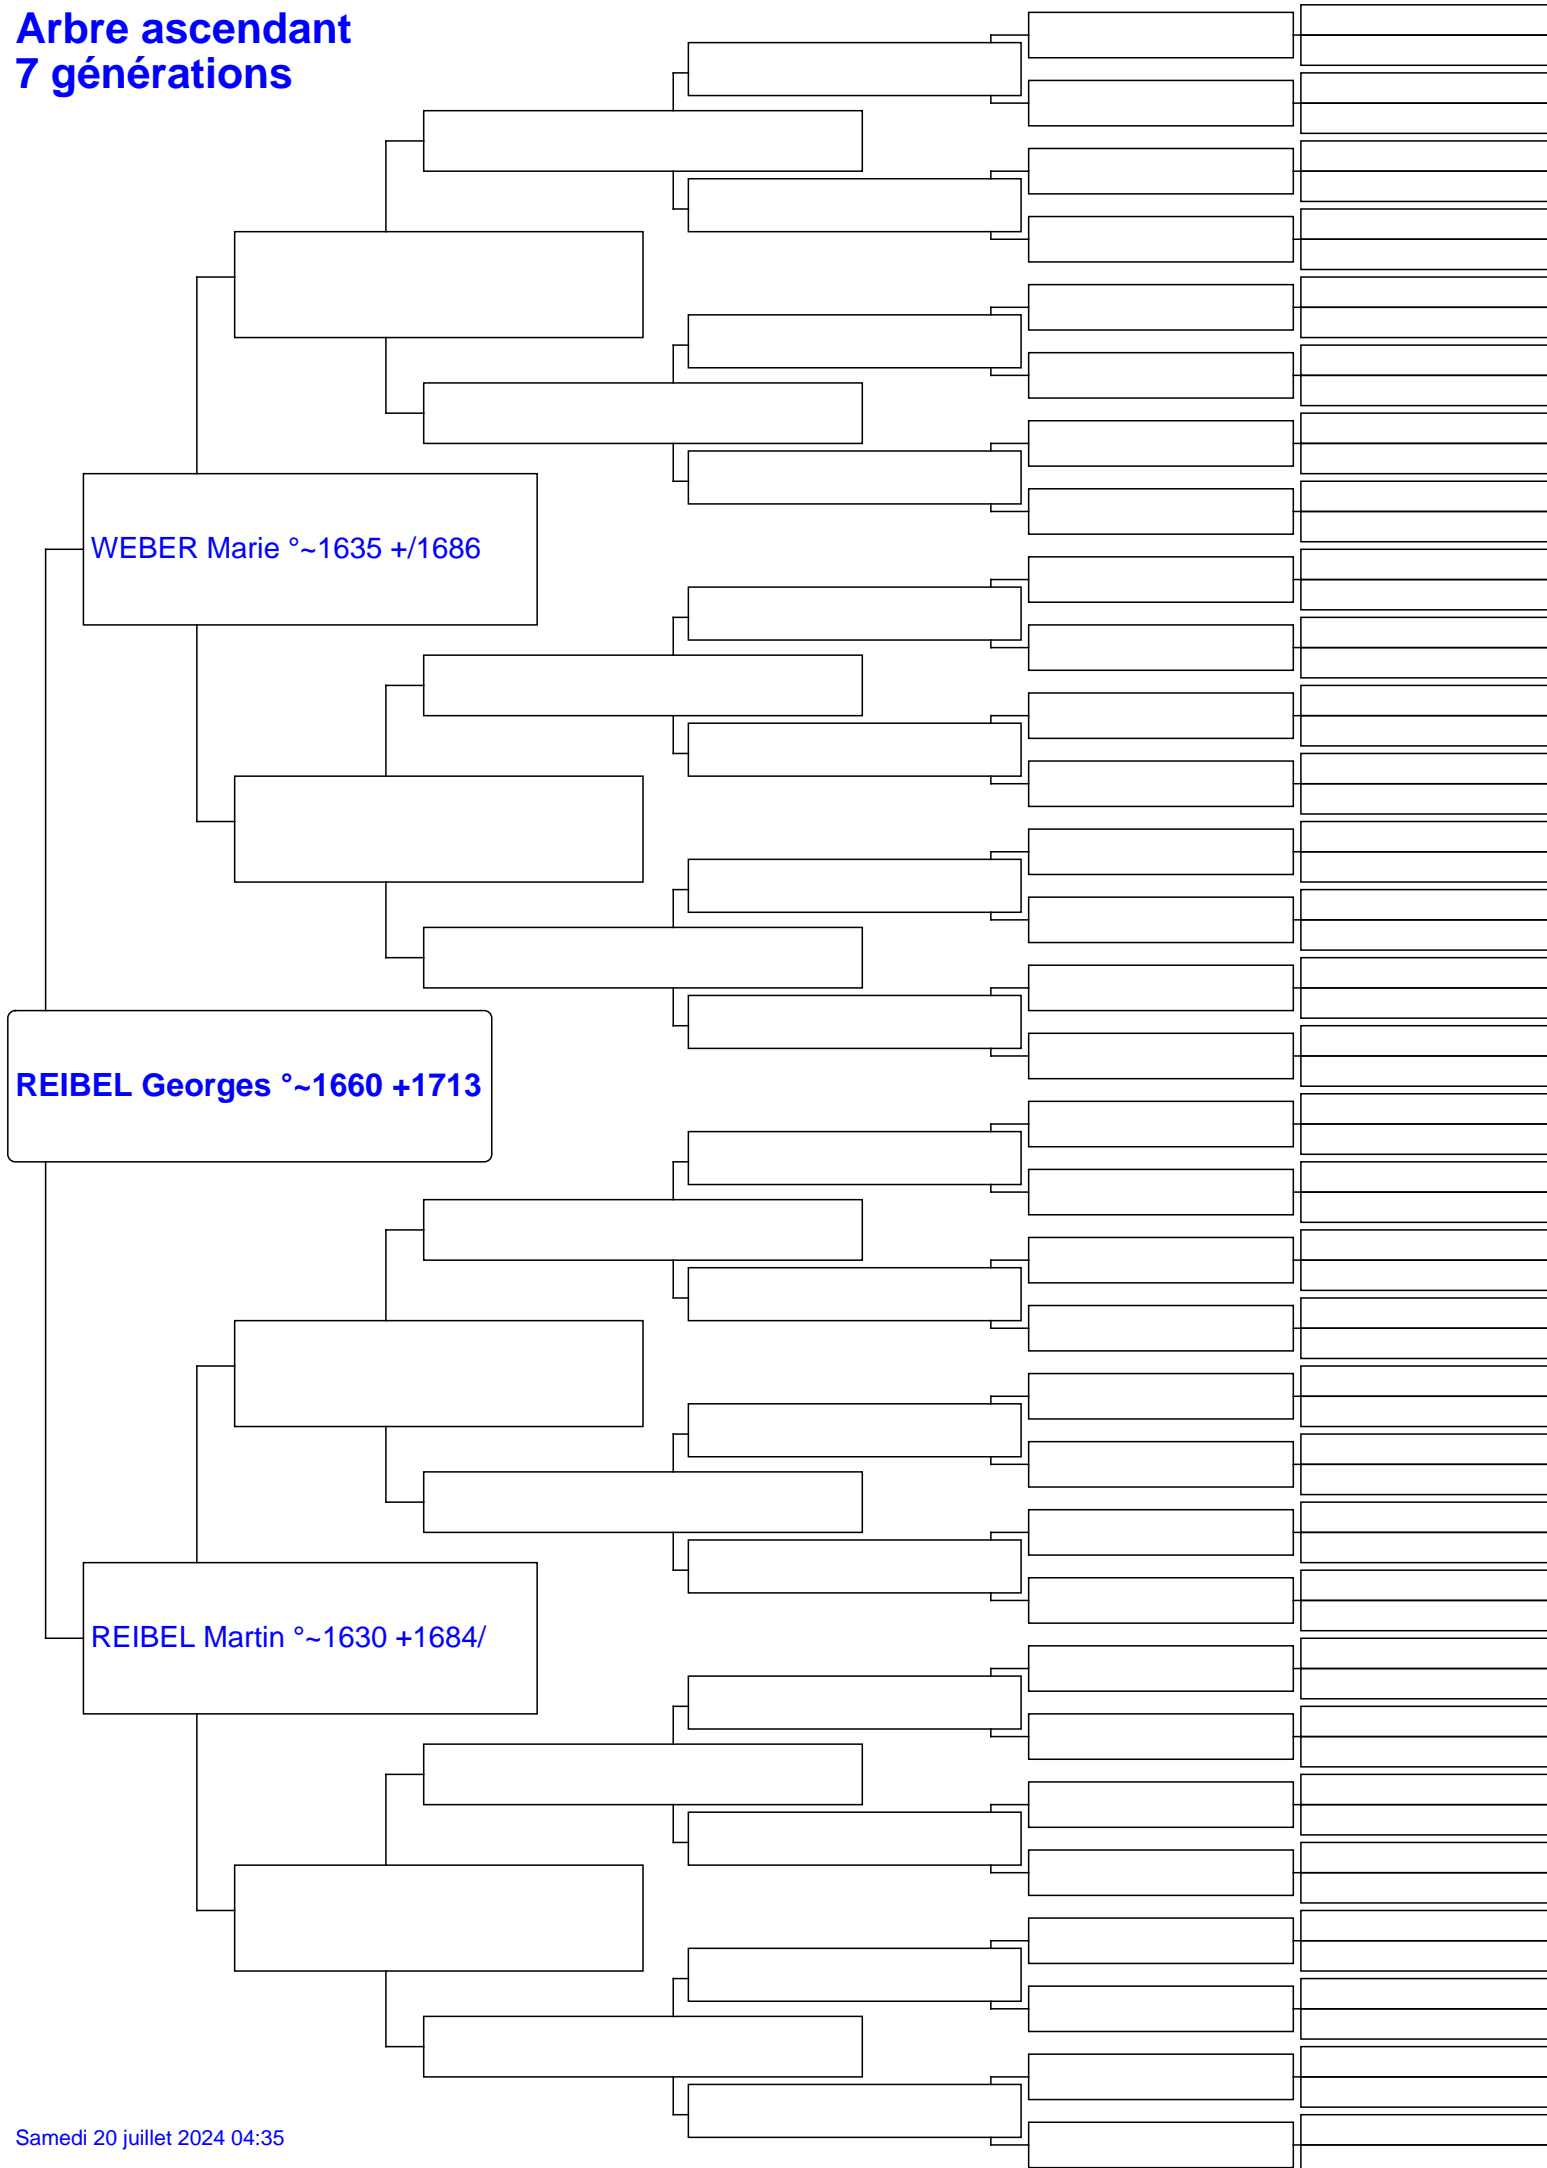 Arbre ascendant
7 générations
WEBER Marie °~1635 +/1686
REIBEL Georges °~1660 +1713
REIBEL Martin °~1630 +1684/
Samedi 20 juillet 2024 04:35